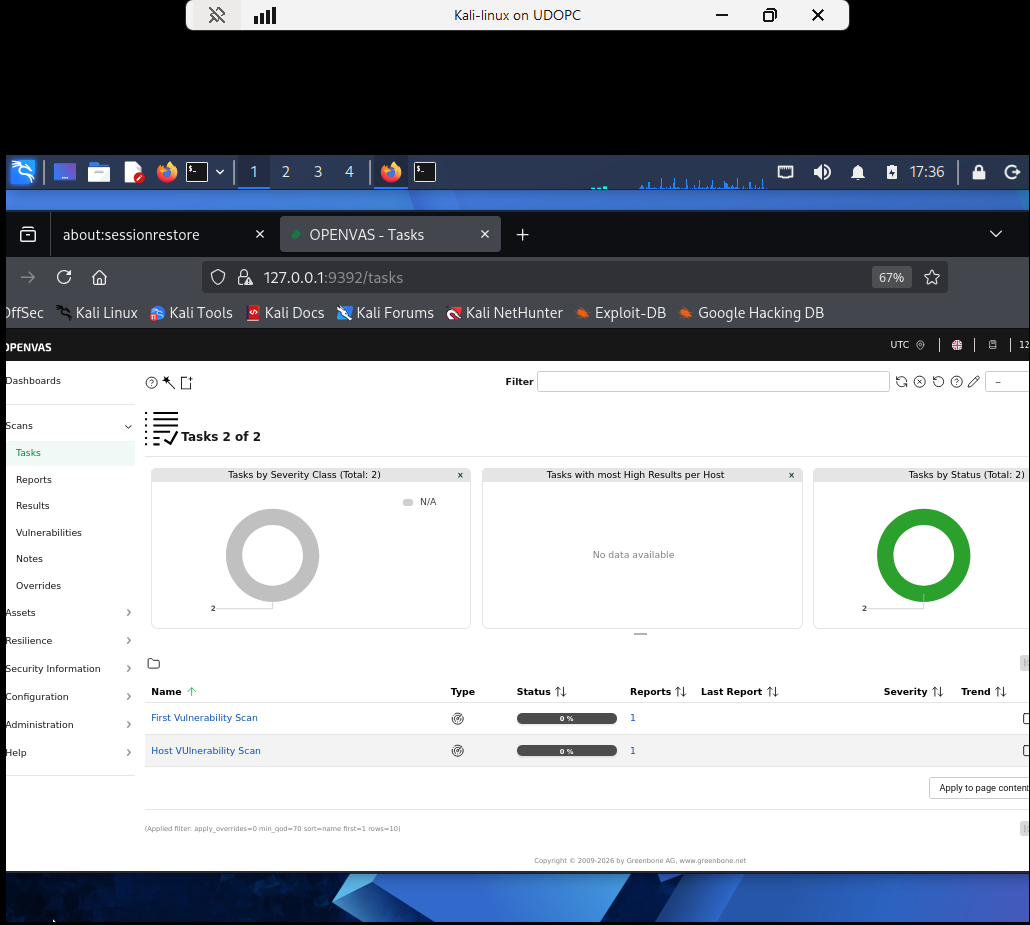 Kali-linux on UDOPC
1 2 3 4 17:36
about:sessionrestore OPENVAS - Tasks
127.0.0.1:9392/tasks 67%
OffSec Kali Linux Kali Tools Kali Docs Kali Forums Kali NetHunter Exploit-DB Google Hacking DB
OPENVAS UTC 12
Dashboards
Filter --
Scans
Tasks 2 of 2
Tasks
Reports
Results
Vulnerabilities
Notes
Overrides
Assets
Resilience
Security Information
Configuration
Administration
Help
Tasks by Severity Class (Total: 2)
N/A
2
Tasks with most High Results per Host
No data available
Tasks by Status (Total: 2)
2
Name Type Status Reports Last Report Severity Trend
First Vulnerability Scan 0 % 1
Host VUlnerability Scan 0 % 1
Apply to page content
(Applied filter: apply_overrides=0 min_qod=70 sort=name first=1 rows=10)
Copyright © 2009-2026 by Greenbone AG, www.greenbone.net